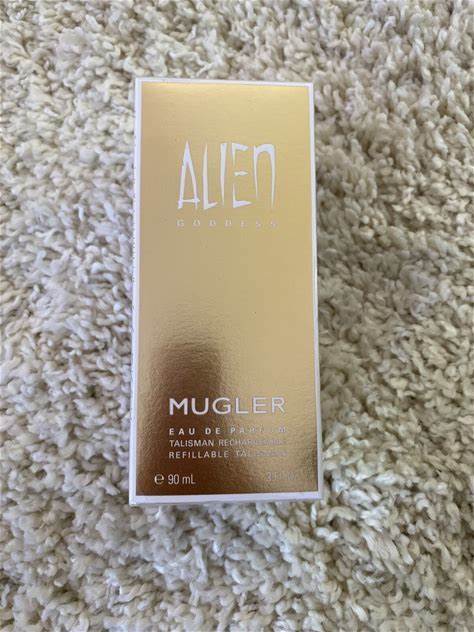 ALIEN
GODDESS
MUGLER
EAU DE PARFUM
TALISMAN RECHARGEABLE
REFILLABLE TALISMAN
℮ 90 mL